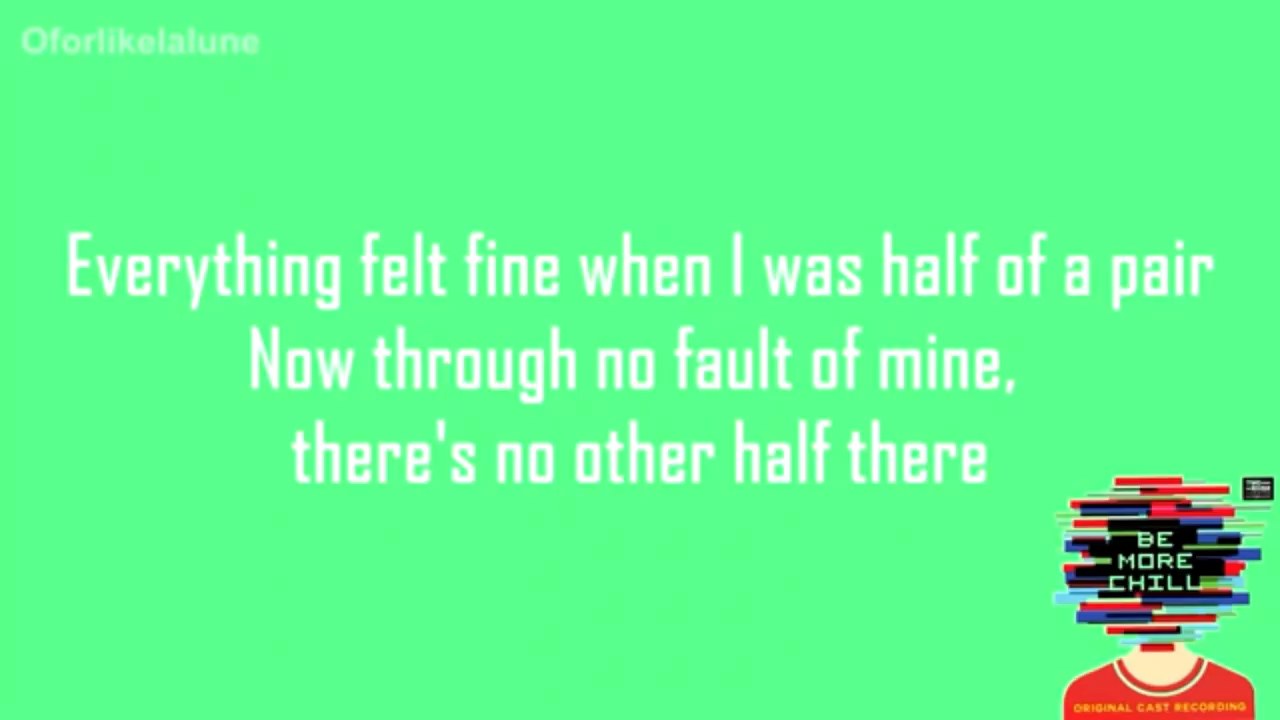 Oforlikelalune
Everything felt fine when I was half of a pair
Now through no fault of mine,
there's no other half there
BE
MORE
CHILL
ORIGINAL CAST RECORDING